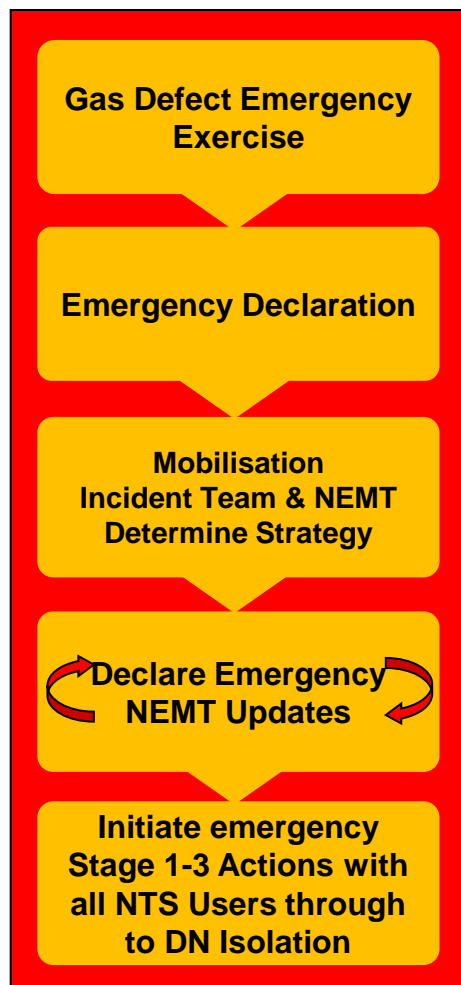 Gas Defect Emergency
Exercise
Emergency Declaration
Mobilisation
Incident Team & NEMT
Determine Strategy
Declare Emergency
NEMT Updates
Initiate emergency
Stage 1-3 Actions with
all NTS Users through
to DN Isolation